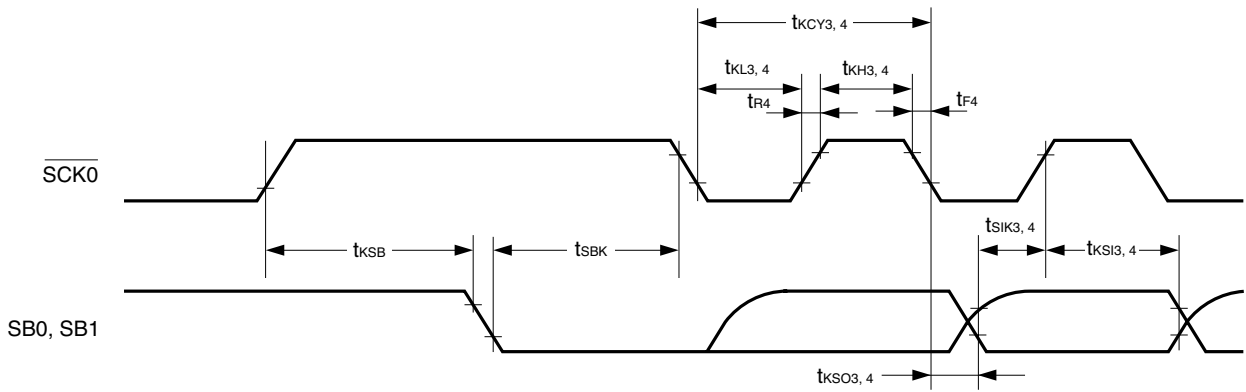 tKCY3, 4
tKL3, 4
tKH3, 4
tR4
tF4
SCK0
tKSB
tSBK
tSIK3, 4
tKSI3, 4
SB0, SB1
tKSO3, 4